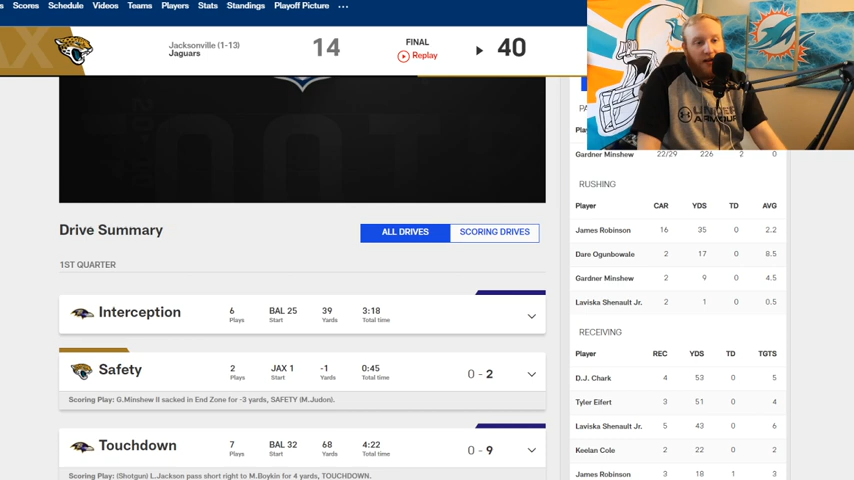 Scores Schedule Videos Teams Players Stats Standings Playoff Picture ...
Jacksonville (1-13)
Jaguars
14
FINAL
Replay
40
Drive Summary
ALL DRIVES SCORING DRIVES
1ST QUARTER
Interception
6 BAL 25 39 3:18
Plays Start Yards Total time
Safety
2 JAX 1 -1 0:45
Plays Start Yards Total time
0 - 2
Scoring Play: G.Minshew II sacked in End Zone for -3 yards, SAFETY (M.Judon).
Touchdown
7 BAL 32 68 4:22
Plays Start Yards Total time
0 - 9
Scoring Play: (Shotgun) L.Jackson pass short right to M.Boykin for 4 yards, TOUCHDOWN.
Gardner Minshew 22/29 226 2 0
RUSHING
Player CAR YDS TD AVG
James Robinson 16 35 0 2.2
Dare Ogunbowale 2 17 0 8.5
Gardner Minshew 2 9 0 4.5
Laviska Shenault Jr. 2 1 0 0.5
RECEIVING
Player REC YDS TD TGTS
D.J. Chark 4 53 0 5
Tyler Eifert 3 51 0 4
Laviska Shenault Jr. 5 43 0 6
Keelan Cole 2 22 0 2
James Robinson 3 18 1 3
UNDER ARMOUR